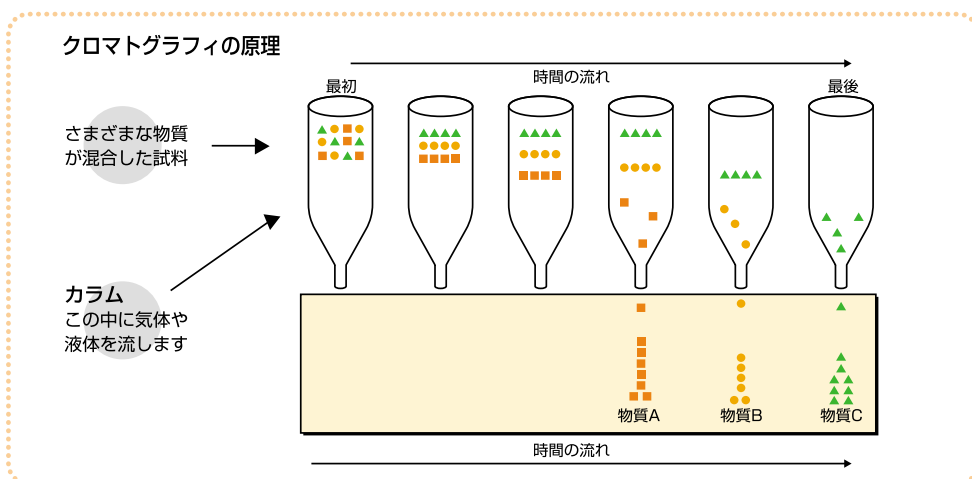 クロマトグラフィの原理
時間の流れ
最初
最後
さまざまな物質
が混合した試料
カラム
この中に気体や
液体を流します
物質A
物質B
物質C
時間の流れ